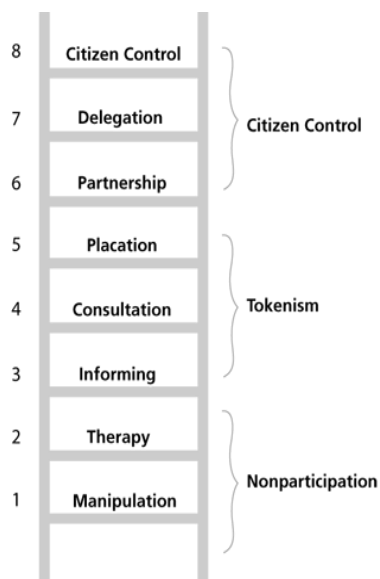 8 Citizen Control
7 Delegation
Citizen Control
6 Partnership
5 Placation
4 Consultation
Tokenism
3 Informing
2 Therapy
Nonparticipation
1 Manipulation